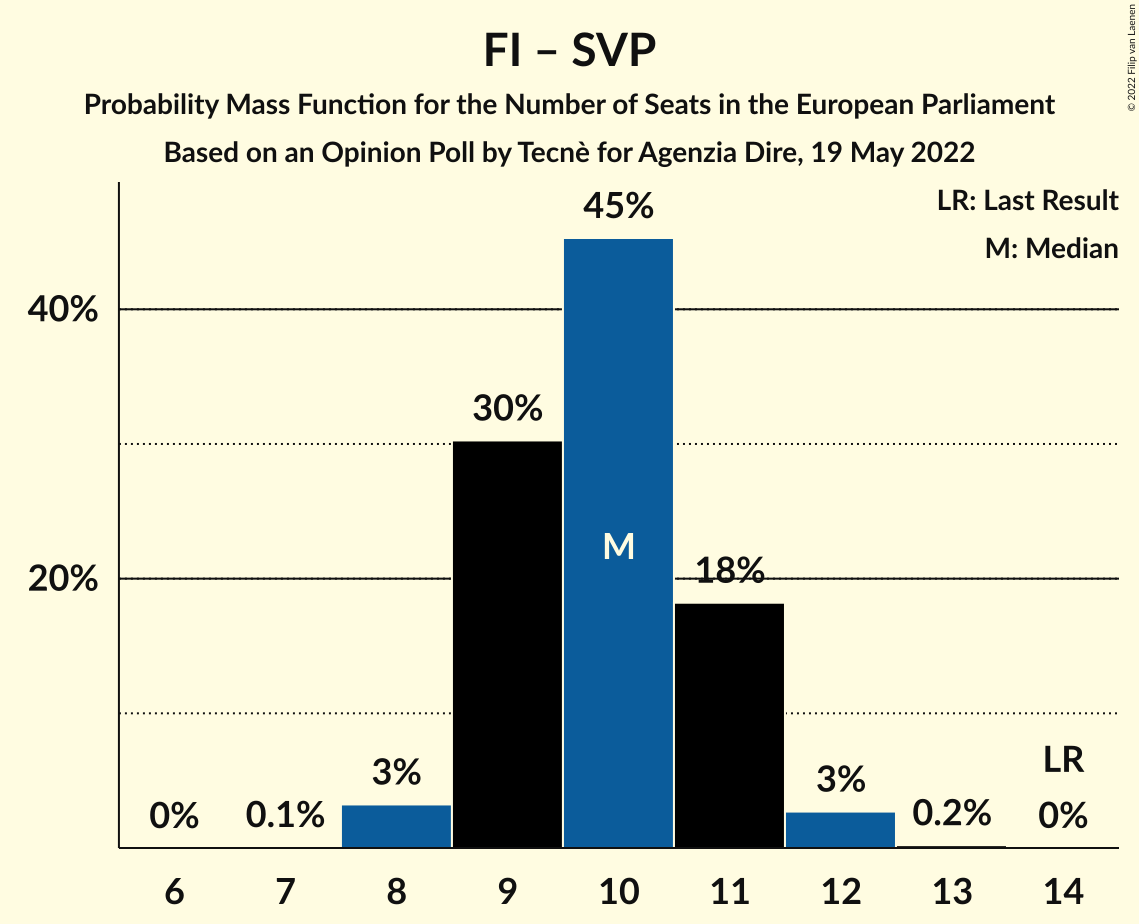 FI – SVP
Probability Mass Function for the Number of Seats in the European Parliament
Based on an Opinion Poll by Tecnè for Agenzia Dire, 19 May 2022
© 2022 Filip van Laenen
LR: Last Result
M: Median
40%
20%
0%
0.1%
3%
30%
45%
M
18%
3%
0.2%
LR
0%
6 7 8 9 10 11 12 13 14